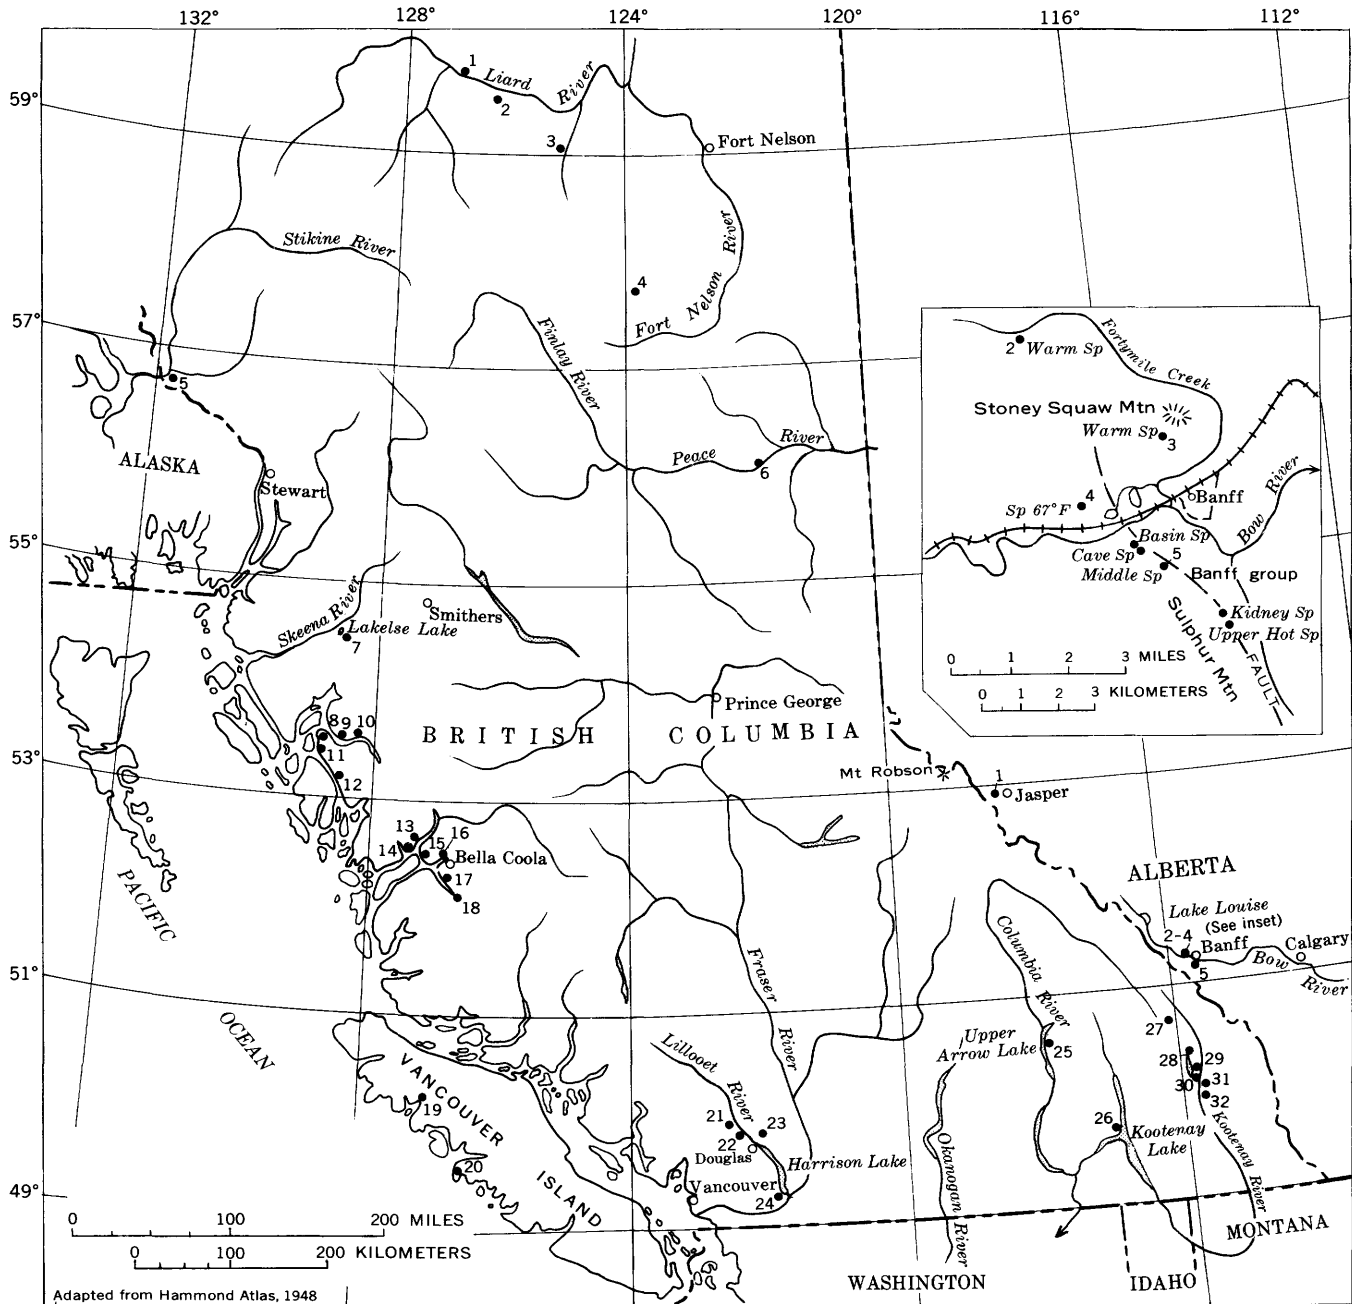 132° 128° 124° 120° 116° 112°
1
Liard River
59°
2
3
Fort Nelson
Stikine River
4
Fort Nelson River
57°
Finlay River
5
ALASKA
Stewart
Peace River
6
55°
Skeena River
Smithers
Lakelse Lake
7
Prince George
BRITISH COLUMBIA
8 9 10
11
12
53°
Mt Robson
1
Jasper
13
14 15 16
Bella Coola
17
18
PACIFIC
OCEAN
ALBERTA
Lake Louise
(See inset)
2-4
Banff
Calgary
5
Bow River
51°
Columbia River
Fraser River
Lillooet River
Upper
Arrow Lake
25
27
28 29
30 31
32
VANCOUVER
ISLAND
19
20
21
22
23
Douglas
Harrison Lake
Vancouver
24
26
Kootenay
Lake
Kootenay River
Okanogan River
49°
0 100 200 MILES
0 100 200 KILOMETERS
WASHINGTON
IDAHO
MONTANA
Adapted from Hammond Atlas, 1948
2 Warm Sp
Fortymile Creek
Stoney Squaw Mtn
Warm Sp
3
4
Sp 67°F
Banff
Bow River
Basin Sp
Cave Sp
5
Middle Sp
Banff group
Kidney Sp
Upper Hot Sp
Sulphur Mtn
FAULT
0 1 2 3 MILES
0 1 2 3 KILOMETERS